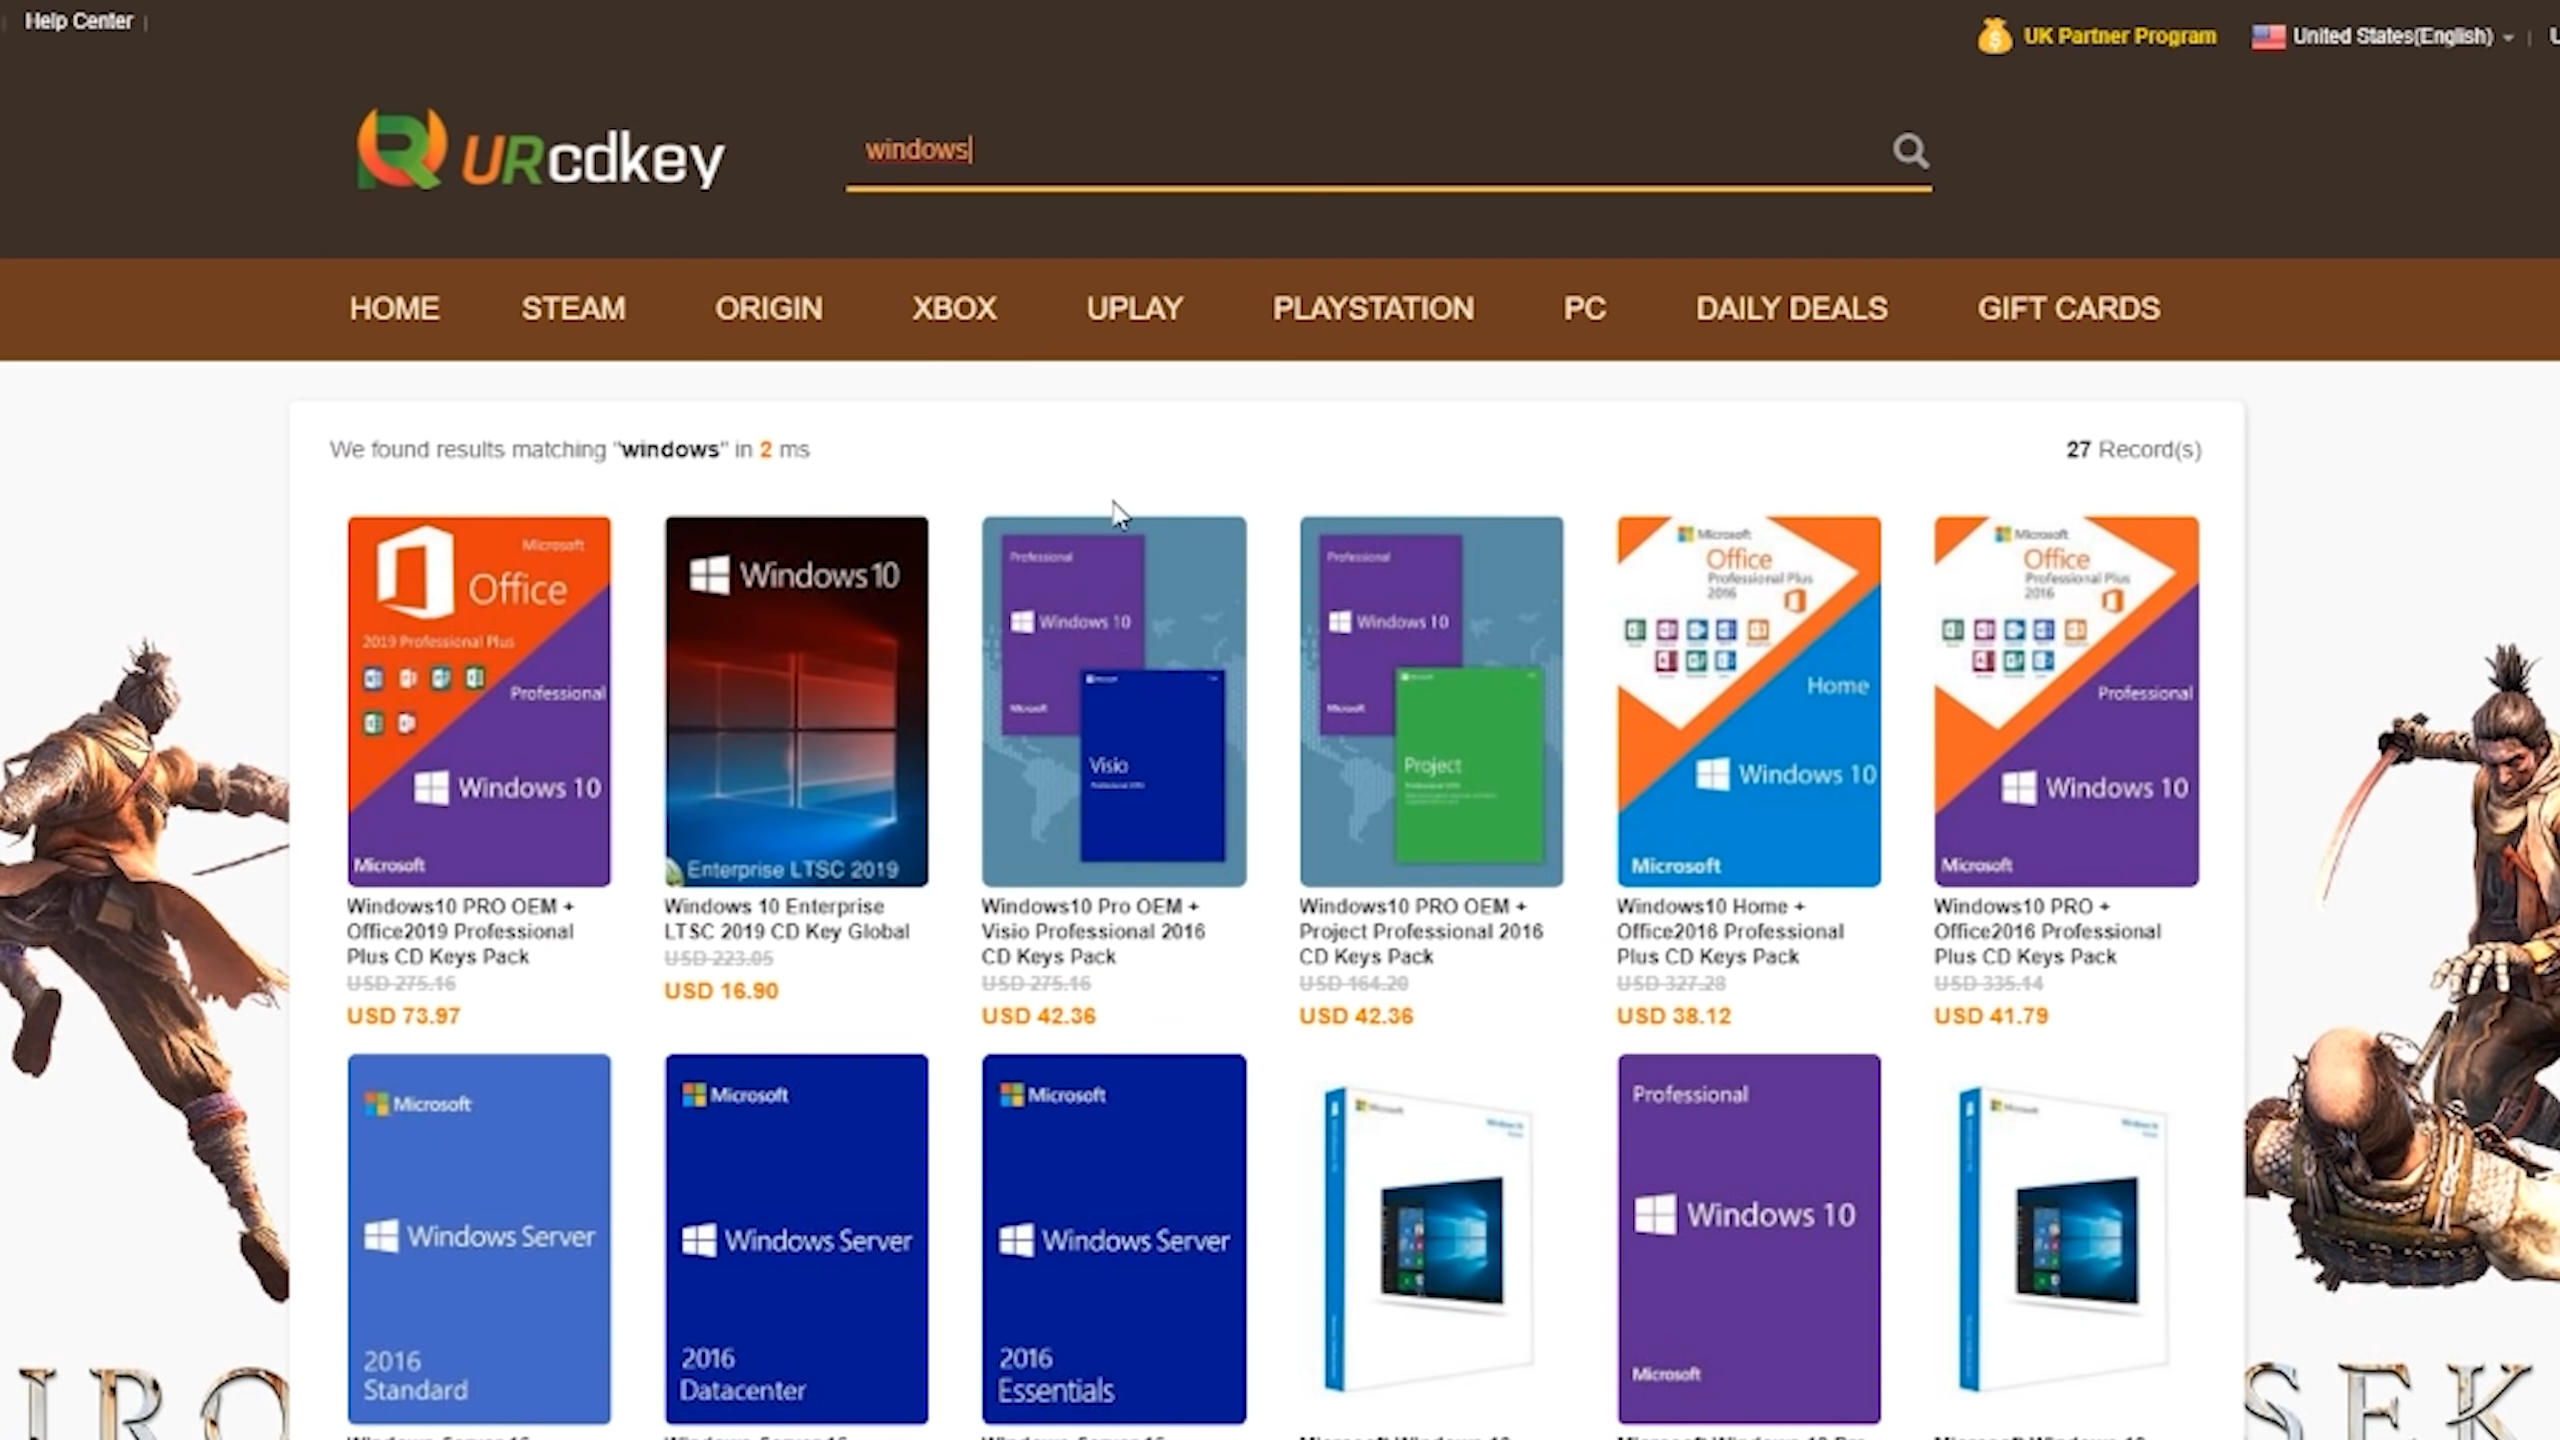 Help Center
UK Partner Program
United States(English)
URcdkey
windows
HOME STEAM ORIGIN XBOX UPLAY PLAYSTATION PC DAILY DEALS GIFT CARDS
We found results matching "windows" in 2 ms
27 Record(s)
Microsoft
Office
2019 Professional Plus
Professional
Windows 10
Microsoft
Windows10 PRO OEM +
Office2019 Professional
Plus CD Keys Pack
USD 275.16
USD 73.97
Windows 10
Enterprise LTSC 2019
Windows 10 Enterprise
LTSC 2019 CD Key Global
USD 223.05
USD 16.90
Professional
Windows 10
Microsoft
Visio
Windows10 Pro OEM +
Visio Professional 2016
CD Keys Pack
USD 275.16
USD 42.36
Professional
Windows 10
Microsoft
Project
Windows10 PRO OEM +
Project Professional 2016
CD Keys Pack
USD 164.20
USD 42.36
Microsoft
Office
Professional Plus
2016
Home
Windows 10
Microsoft
Windows10 Home +
Office2016 Professional
Plus CD Keys Pack
USD 327.28
USD 38.12
Microsoft
Office
Professional Plus
2016
Professional
Windows 10
Microsoft
Windows10 PRO +
Office2016 Professional
Plus CD Keys Pack
USD 335.14
USD 41.79
Microsoft
Windows Server
2016
Standard
Microsoft
Windows Server
2016
Datacenter
Microsoft
Windows Server
2016
Essentials
Professional
Windows 10
Microsoft
IRO
SEK